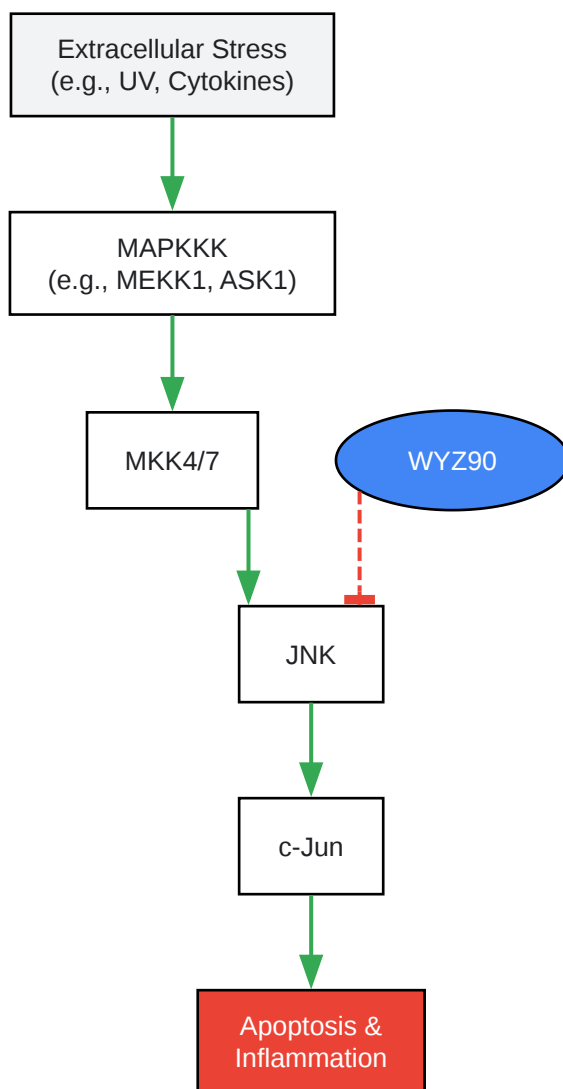 Extracellular Stress
(e.g., UV, Cytokines)
MAPKKK
(e.g., MEKK1, ASK1)
MKK4/7
WYZ90
JNK
c-Jun
Apoptosis &
Inflammation